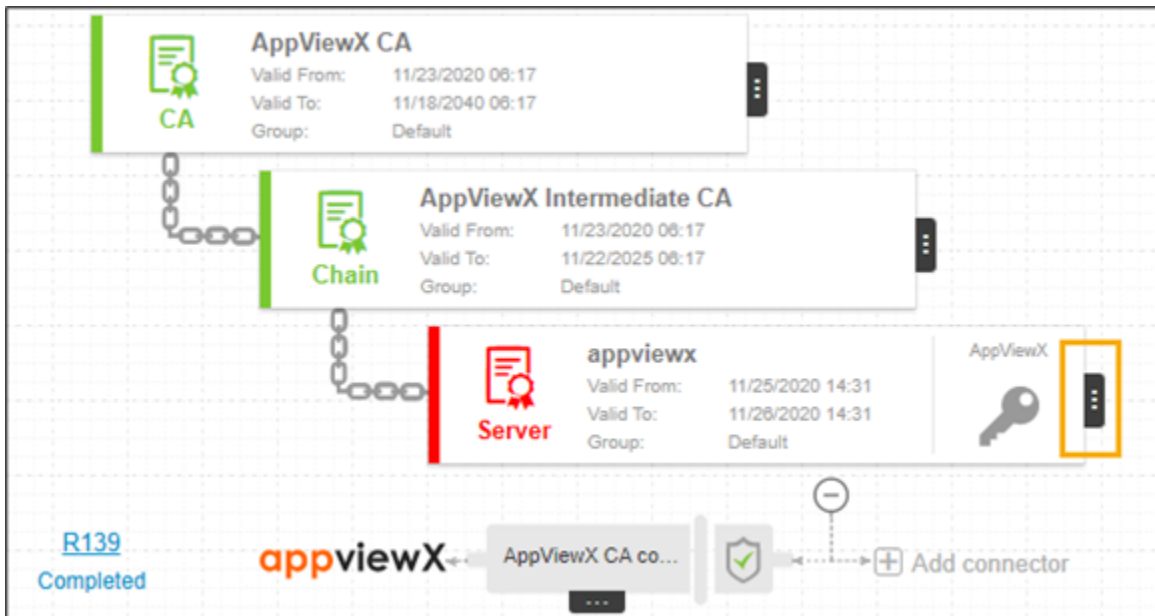 AppViewX CA
Valid From: 11/23/2020 06:17
Valid To: 11/18/2040 06:17
Group: Default
CA
AppViewX Intermediate CA
Valid From: 11/23/2020 06:17
Valid To: 11/22/2025 06:17
Group: Default
Chain
appviewx
AppViewX
Valid From: 11/25/2020 14:31
Valid To: 11/26/2020 14:31
Group: Default
Server
R139
Completed
appviewX
AppViewX CA co...
Add connector